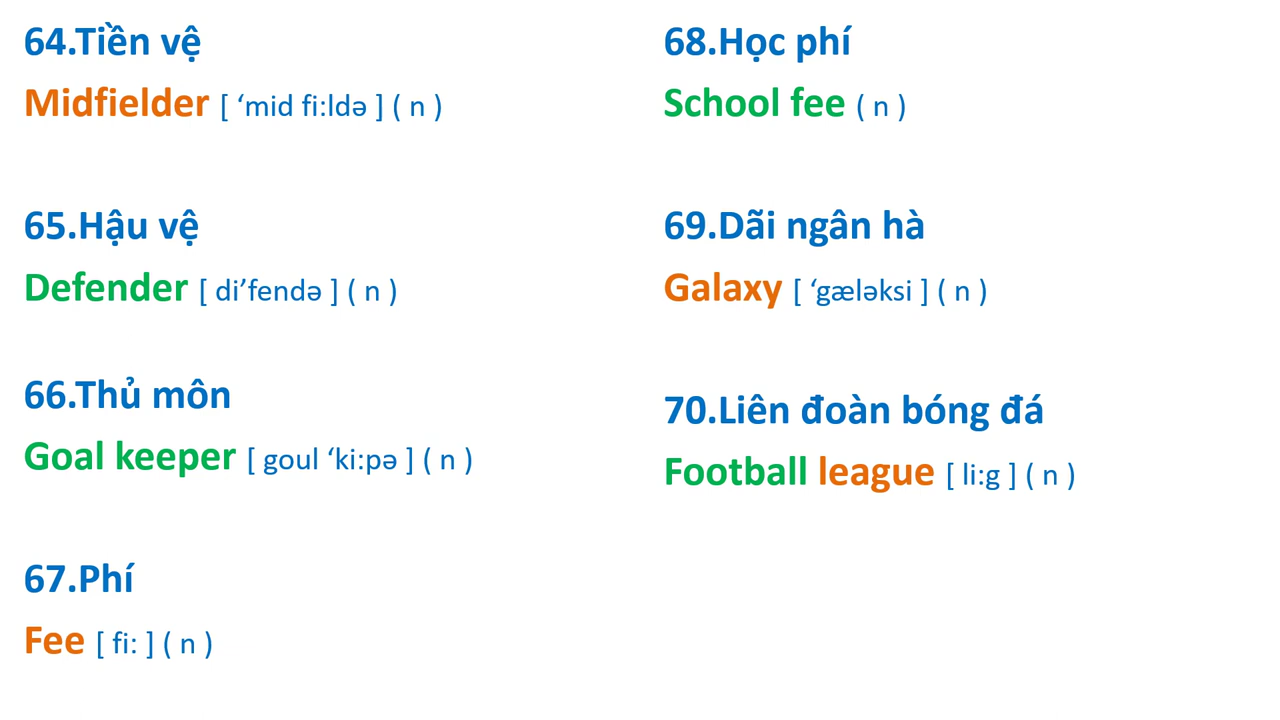 64.Tiền vệ
Midfielder [ ‘mid fi:ldə ] ( n )
65.Hậu vệ
Defender [ di’fendə ] ( n )
66.Thủ môn
Goal keeper [ goul ‘ki:pə ] ( n )
67.Phí
Fee [ fi: ] ( n )
68.Học phí
School fee ( n )
69.Dãi ngân hà
Galaxy [ ‘gæləksi ] ( n )
70.Liên đoàn bóng đá
Football league [ li:g ] ( n )